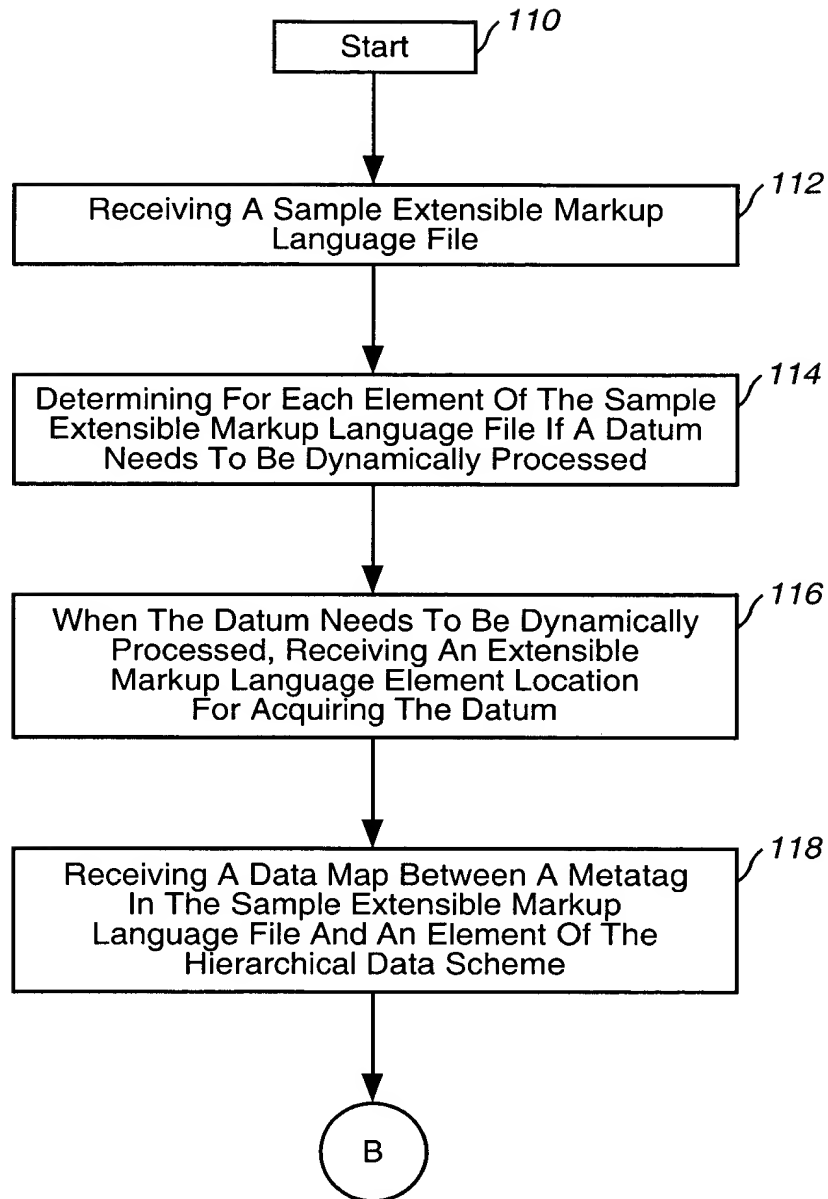 Start
110
Receiving A Sample Extensible Markup
Language File
112
Determining For Each Element Of The Sample
Extensible Markup Language File If A Datum
Needs To Be Dynamically Processed
114
When The Datum Needs To Be Dynamically
Processed, Receiving An Extensible
Markup Language Element Location
For Acquiring The Datum
116
Receiving A Data Map Between A Metatag
In The Sample Extensible Markup
Language File And An Element Of The
Hierarchical Data Scheme
118
B